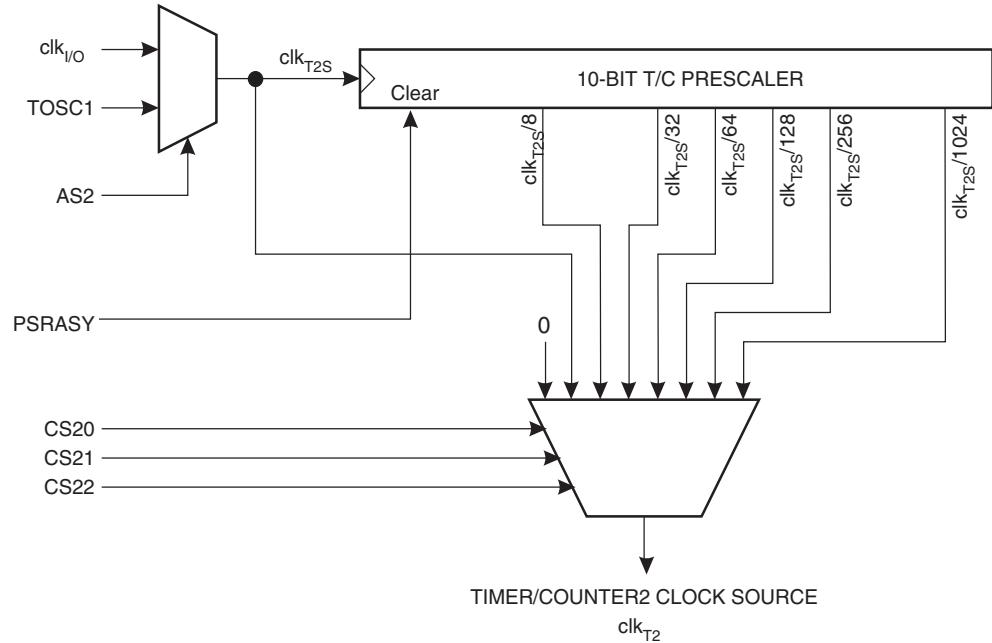 clkI/O
clkT2S
10-BIT T/C PRESCALER
TOSC1
Clear
clkT2S/8
clkT2S/32
clkT2S/64
clkT2S/128
clkT2S/256
clkT2S/1024
AS2
PSRASY
0
CS20
CS21
CS22
TIMER/COUNTER2 CLOCK SOURCE
clkT2